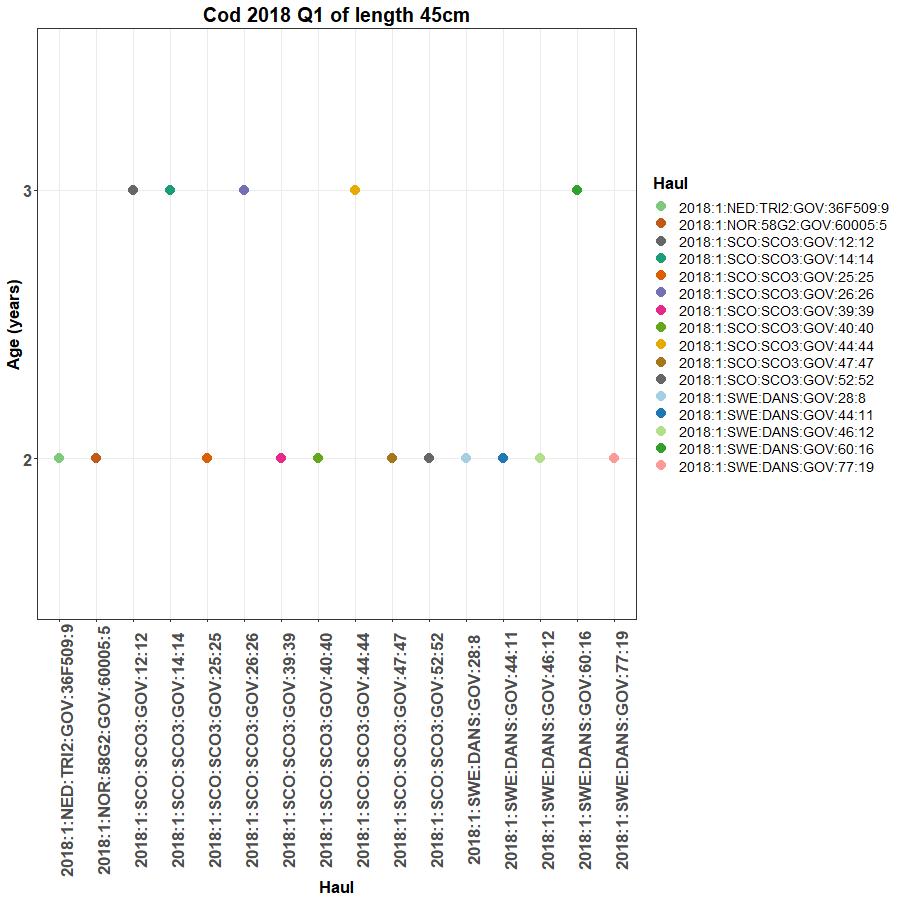 Cod 2018 Q1 of length 45cm
Age (years)
3
2
2018:1:NED:TRI2:GOV:36F509:9
2018:1:NOR:58G2:GOV:60005:5
2018:1:SCO:SCO3:GOV:12:12
2018:1:SCO:SCO3:GOV:14:14
2018:1:SCO:SCO3:GOV:25:25
2018:1:SCO:SCO3:GOV:26:26
2018:1:SCO:SCO3:GOV:39:39
2018:1:SCO:SCO3:GOV:40:40
2018:1:SCO:SCO3:GOV:44:44
2018:1:SCO:SCO3:GOV:47:47
2018:1:SCO:SCO3:GOV:52:52
2018:1:SWE:DANS:GOV:28:8
2018:1:SWE:DANS:GOV:44:11
2018:1:SWE:DANS:GOV:46:12
2018:1:SWE:DANS:GOV:60:16
2018:1:SWE:DANS:GOV:77:19
Haul
Haul
2018:1:NED:TRI2:GOV:36F509:9
2018:1:NOR:58G2:GOV:60005:5
2018:1:SCO:SCO3:GOV:12:12
2018:1:SCO:SCO3:GOV:14:14
2018:1:SCO:SCO3:GOV:25:25
2018:1:SCO:SCO3:GOV:26:26
2018:1:SCO:SCO3:GOV:39:39
2018:1:SCO:SCO3:GOV:40:40
2018:1:SCO:SCO3:GOV:44:44
2018:1:SCO:SCO3:GOV:47:47
2018:1:SCO:SCO3:GOV:52:52
2018:1:SWE:DANS:GOV:28:8
2018:1:SWE:DANS:GOV:44:11
2018:1:SWE:DANS:GOV:46:12
2018:1:SWE:DANS:GOV:60:16
2018:1:SWE:DANS:GOV:77:19